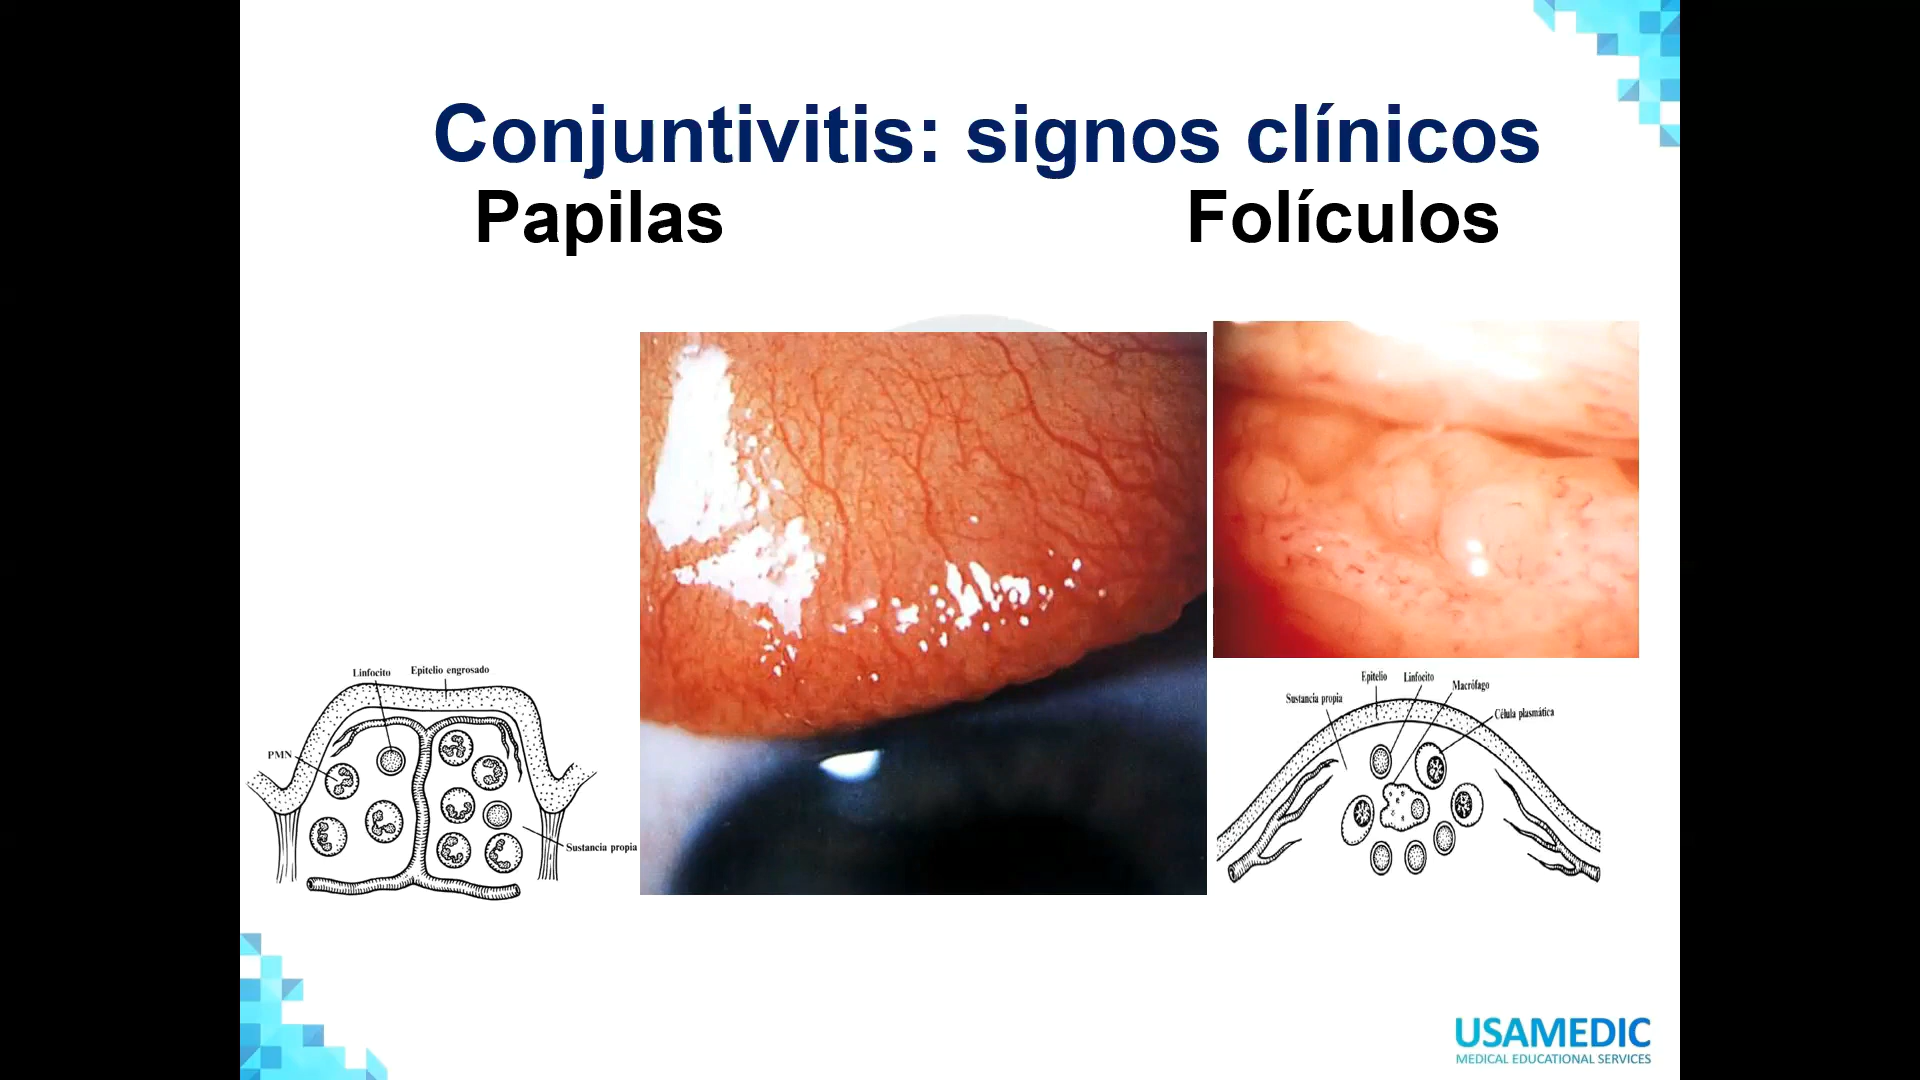 Conjuntivitis: signos clínicos
Papilas
Folículos
Linfocito
Epitelio engrosado
PMN
Sustancia propia
Epitelio
Linfocito
Macrófago
Sustancia propia
Célula plasmática
USAMEDIC
MEDICAL EDUCATIONAL SERVICES